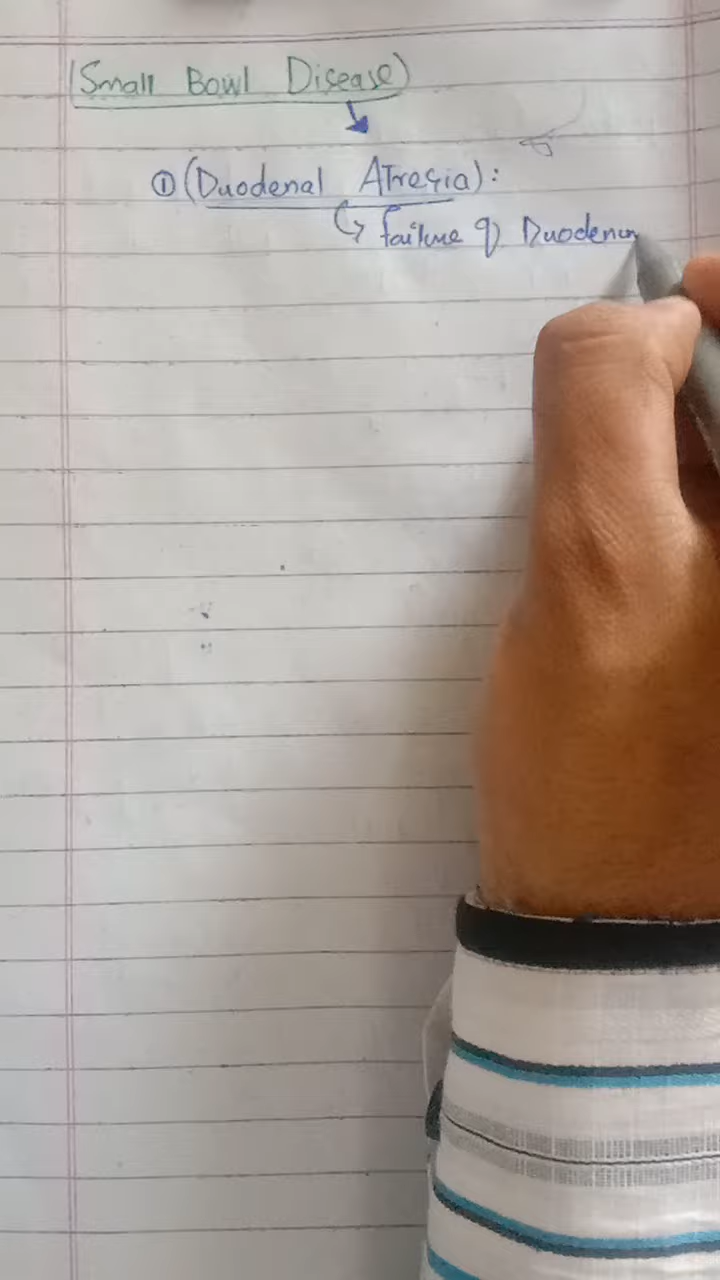 (Small Bowl Disease)
① (Duodenal Atresia):
failure of Duodenum